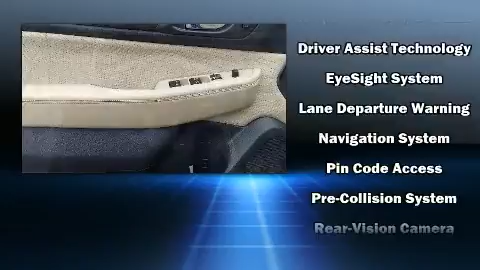 Driver Assist Technology
EyeSight System
Lane Departure Warning
Navigation System
Pin Code Access
Pre-Collision System
Rear-Vision Camera